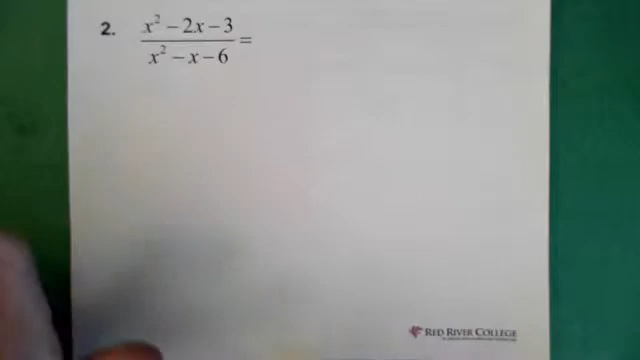 2. x² − 2x − 3
x² − x − 6 =
RED RIVER COLLEGE